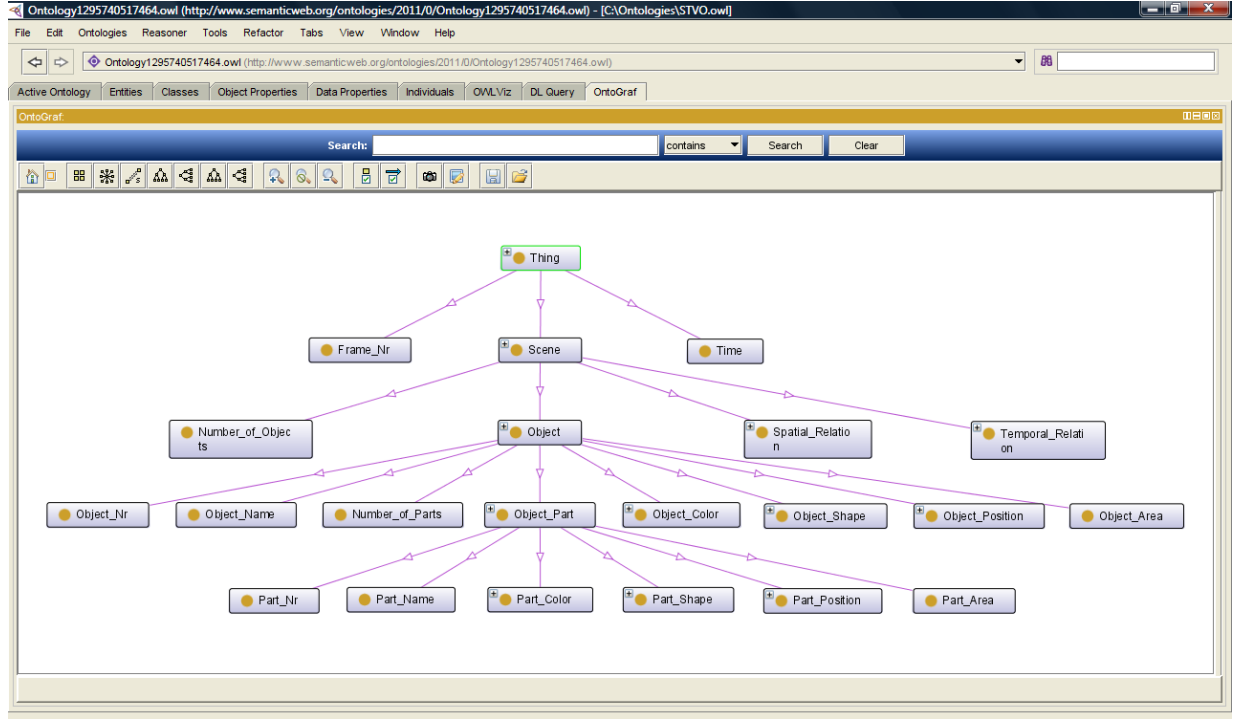 Ontology1295740517464.owl (http://www.semanticweb.org/ontologies/2011/0/Ontology1295740517464.owl) - [C:\Ontologies\STVO.owl]
File Edit Ontologies Reasoner Tools Refactor Tabs View Window Help
Ontology1295740517464.owl (http://www.semanticweb.org/ontologies/2011/0/Ontology1295740517464.owl)
Active Ontology Entities Classes Object Properties Data Properties Individuals OWLViz DL Query OntoGraf
OntoGraf:
Search: contains Search Clear
Thing
Frame_Nr Scene Time
Number_of_Objec
ts
Object
Spatial_Relatio
n
Temporal_Relati
on
Object_Nr Object_Name Number_of_Parts Object_Part Object_Color Object_Shape Object_Position Object_Area
Part_Nr Part_Name Part_Color Part_Shape Part_Position Part_Area